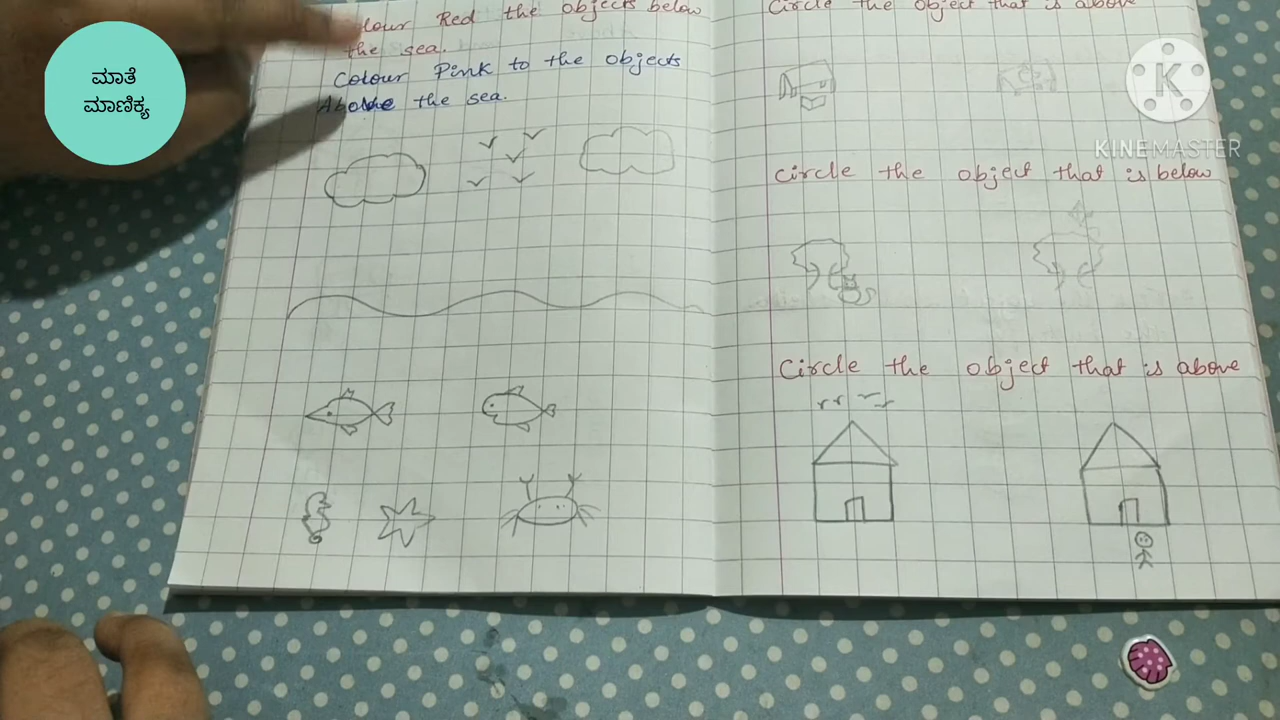 ಮಾತೆ
ಮಾಣಿಕ್ಯ
Red the objects below
the sea.
Colour Pink to the objects
Above the sea.
Circle the object that is above
circle the object that is below
Circle the object that is above
K
KINEMASTER